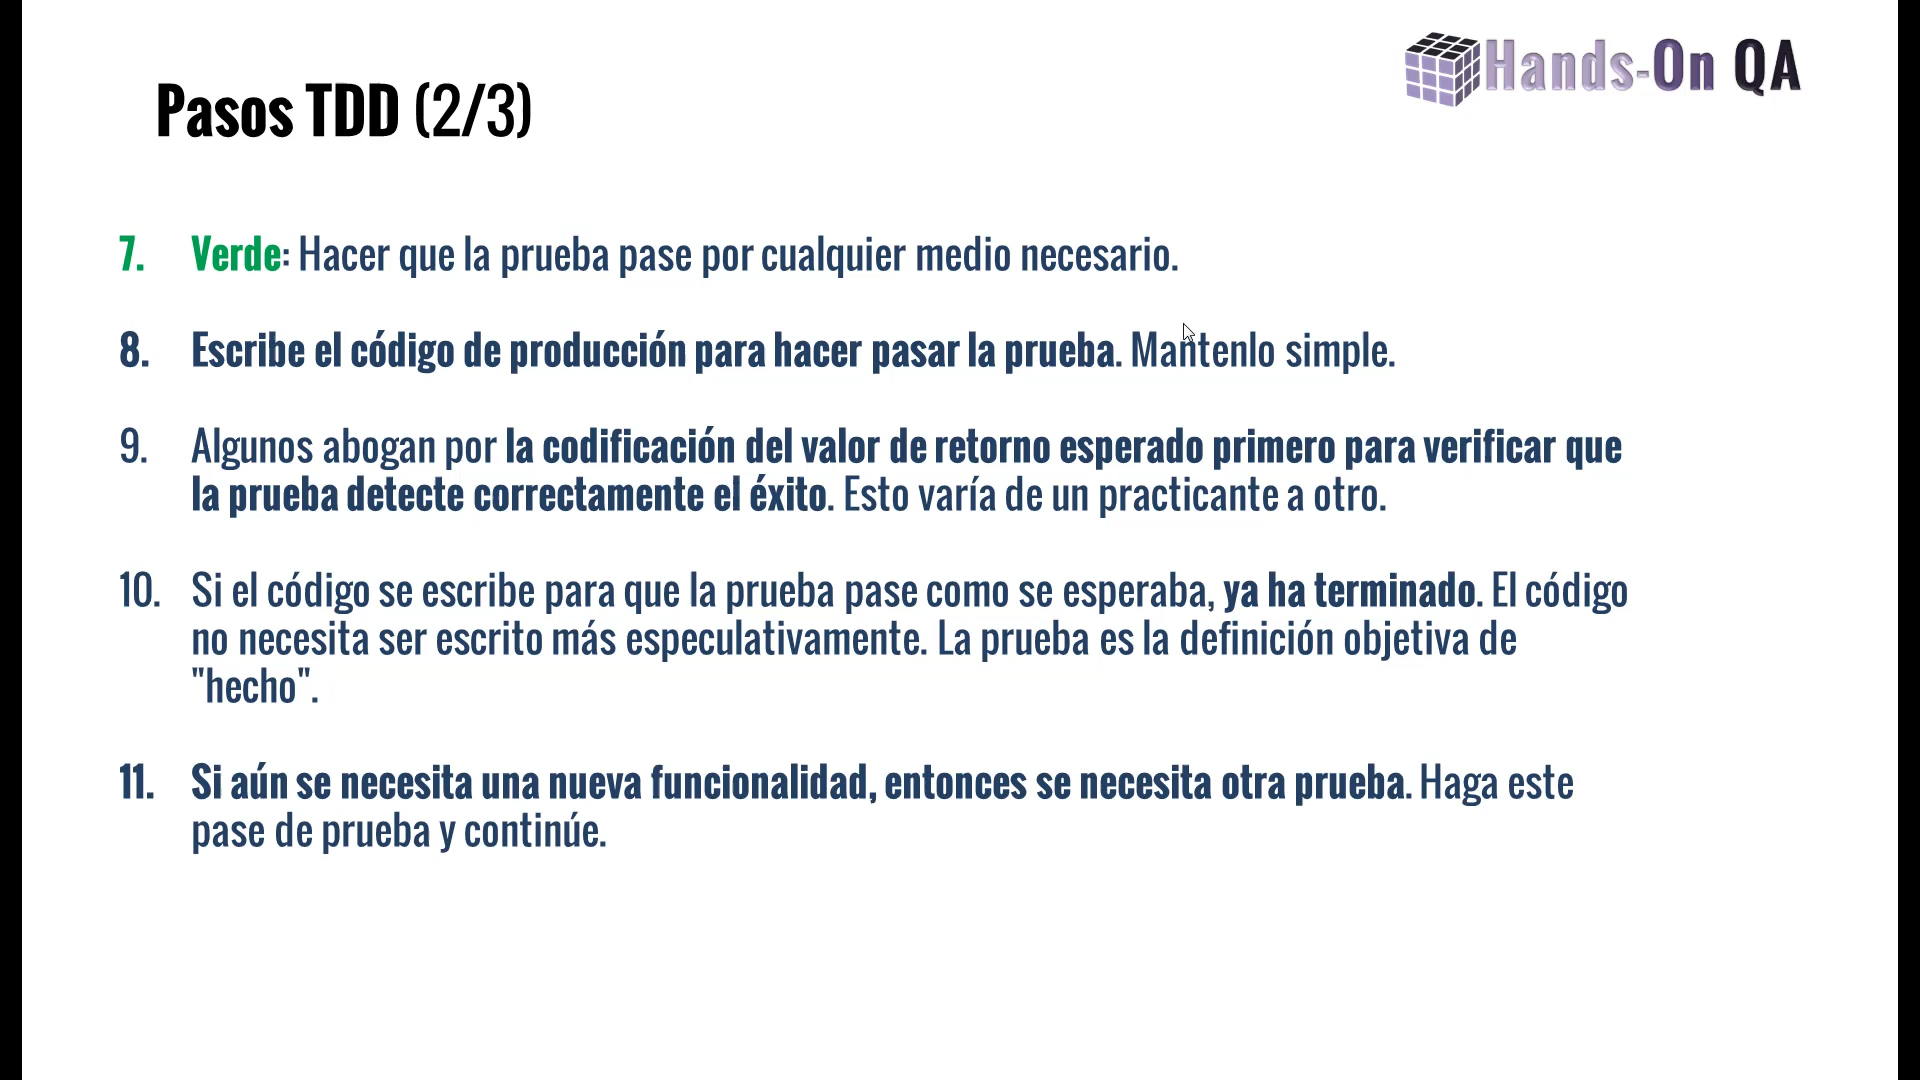 Hands-On QA
Pasos TDD (2/3)
7. Verde: Hacer que la prueba pase por cualquier medio necesario.
8. Escribe el código de producción para hacer pasar la prueba. Mantenlo simple.
9. Algunos abogan por la codificación del valor de retorno esperado primero para verificar que
la prueba detecte correctamente el éxito. Esto varía de un practicante a otro.
10. Si el código se escribe para que la prueba pase como se esperaba, ya ha terminado. El código
no necesita ser escrito más especulativamente. La prueba es la definición objetiva de
"hecho".
11. Si aún se necesita una nueva funcionalidad, entonces se necesita otra prueba. Haga este
pase de prueba y continúe.